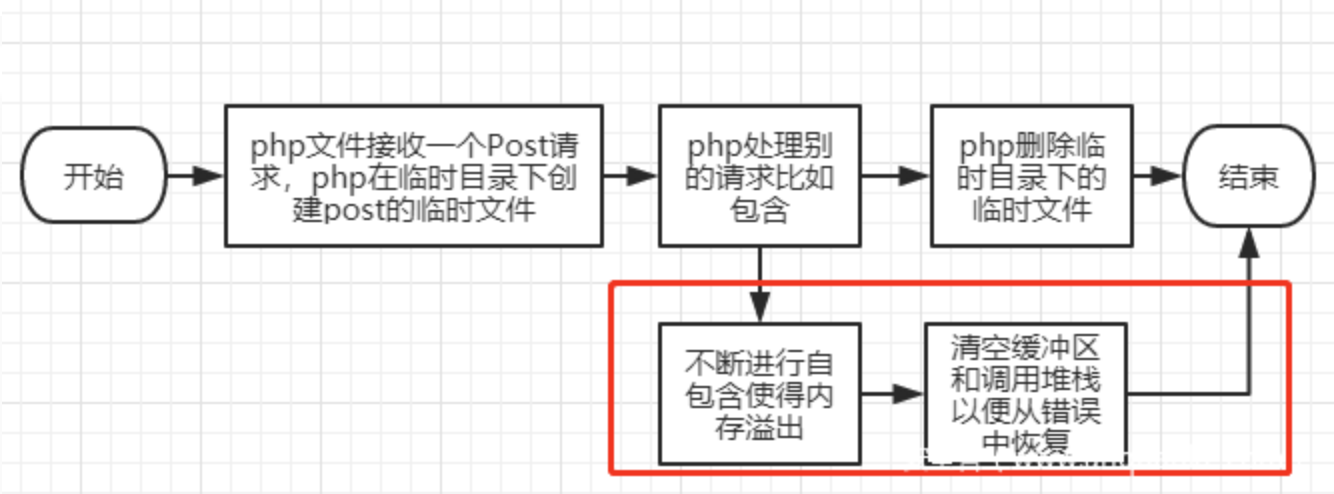 开始
php文件接收一个Post请
求，php在临时目录下创
建post的临时文件
php处理别
的请求比如
包含
php删除临
时目录下的
临时文件
结束
不断进行自
包含使得内
存溢出
清空缓冲区
和调用堆栈
以便从错误
中恢复